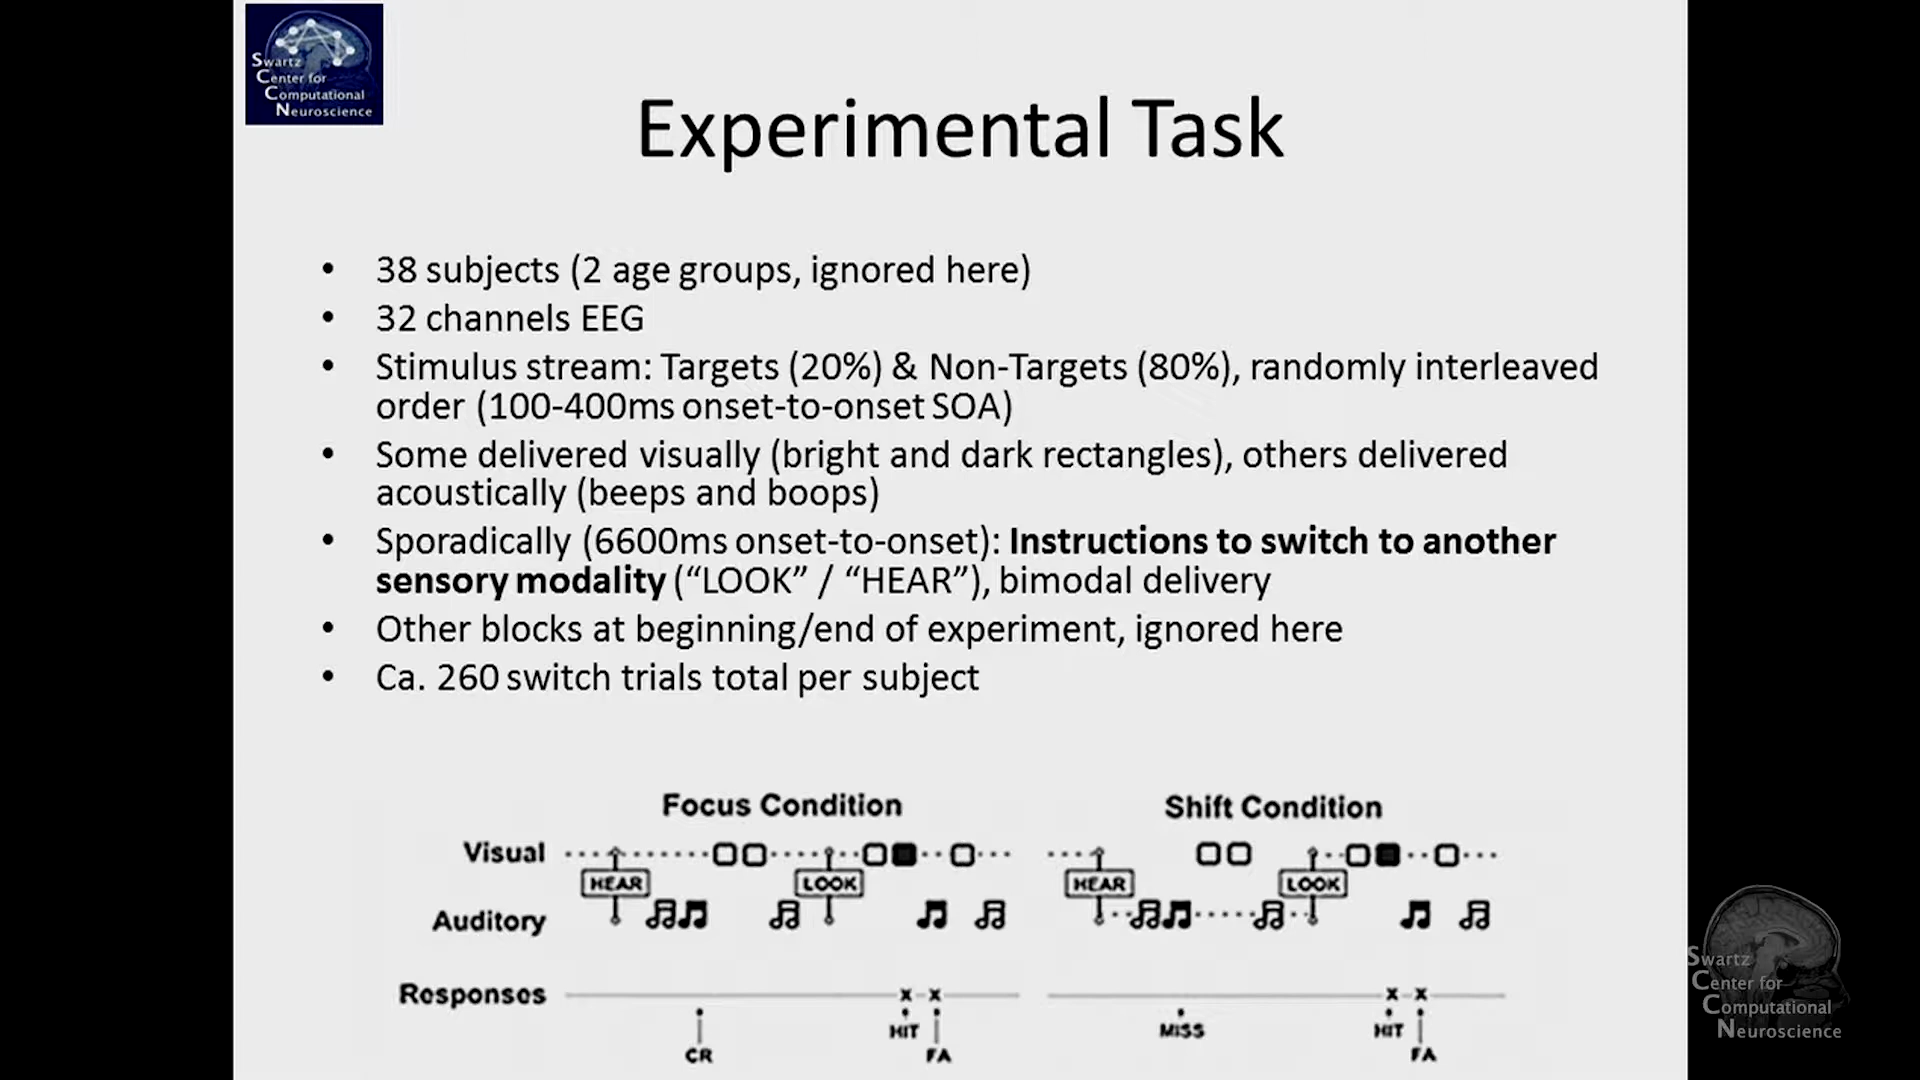 Swartz
Center for
Computational
Neuroscience
Experimental Task
• 38 subjects (2 age groups, ignored here)
• 32 channels EEG
• Stimulus stream: Targets (20%) & Non-Targets (80%), randomly interleaved
order (100-400ms onset-to-onset SOA)
• Some delivered visually (bright and dark rectangles), others delivered
acoustically (beeps and boops)
• Sporadically (6600ms onset-to-onset): Instructions to switch to another
sensory modality (“LOOK” / “HEAR”), bimodal delivery
• Other blocks at beginning/end of experiment, ignored here
• Ca. 260 switch trials total per subject
Focus Condition
Shift Condition
Visual
HEAR
LOOK
HEAR
LOOK
Auditory
Responses
x x
x x
HIT
MISS
HIT
CR
FA
FA
Swartz
Center for
Computational
Neuroscience